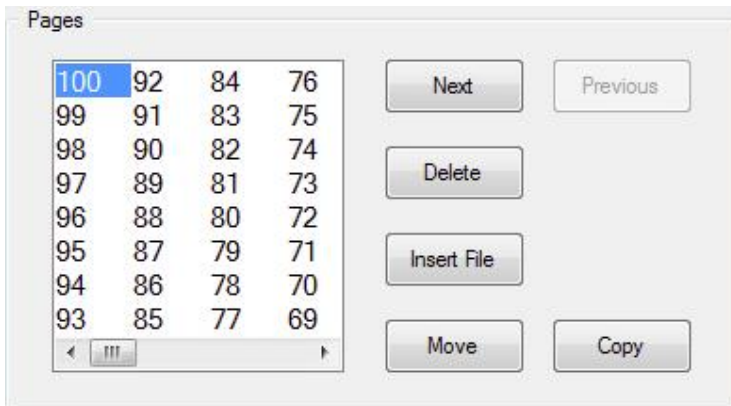 Pages
100 92 84 76 Next Previous
99 91 83 75
98 90 82 74
97 89 81 73 Delete
96 88 80 72
95 87 79 71 Insert File
94 86 78 70
93 85 77 69 Move Copy